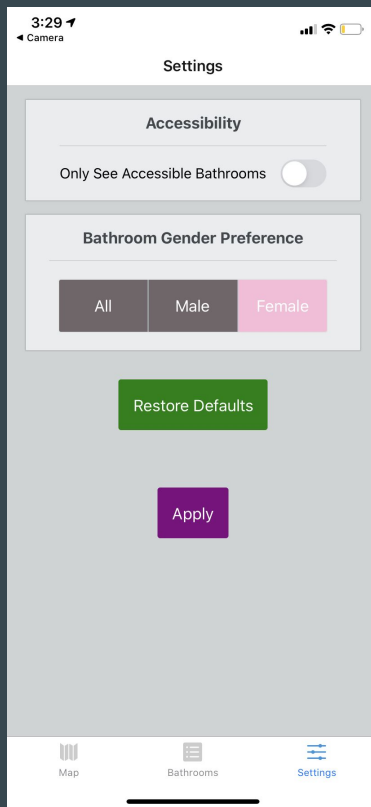 3:29
◀ Camera
Settings
Accessibility
Only See Accessible Bathrooms
Bathroom Gender Preference
All Male Female
Restore Defaults
Apply
Map Bathrooms Settings